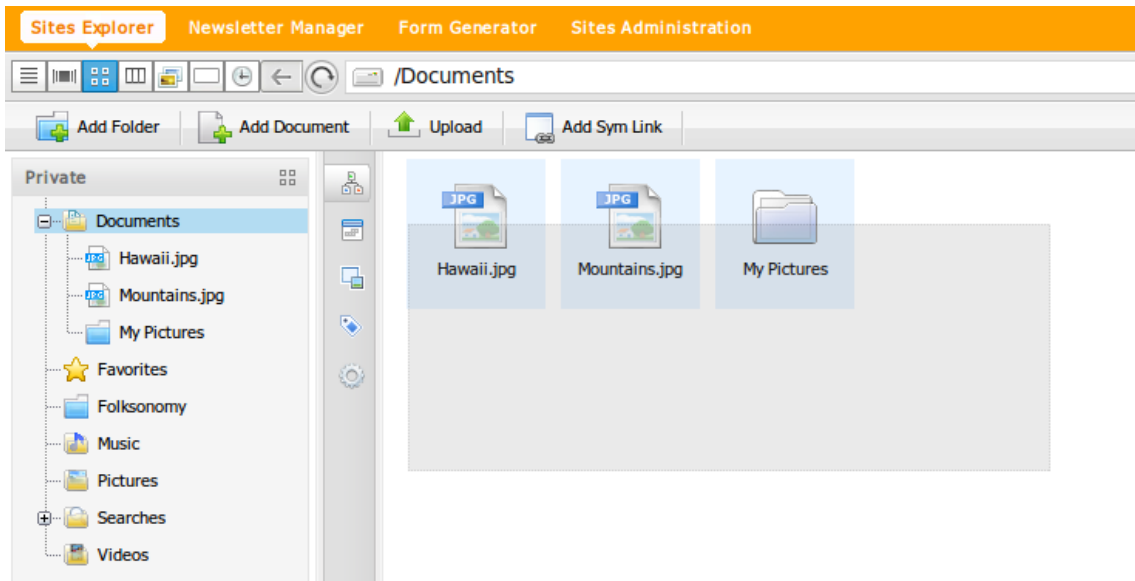 Sites Explorer Newsletter Manager Form Generator Sites Administration
/Documents
Add Folder Add Document Upload Add Sym Link
Private
Documents
Hawaii.jpg
Mountains.jpg
My Pictures
Favorites
Folksonomy
Music
Pictures
Searches
Videos
JPG JPG
Hawaii.jpg Mountains.jpg My Pictures